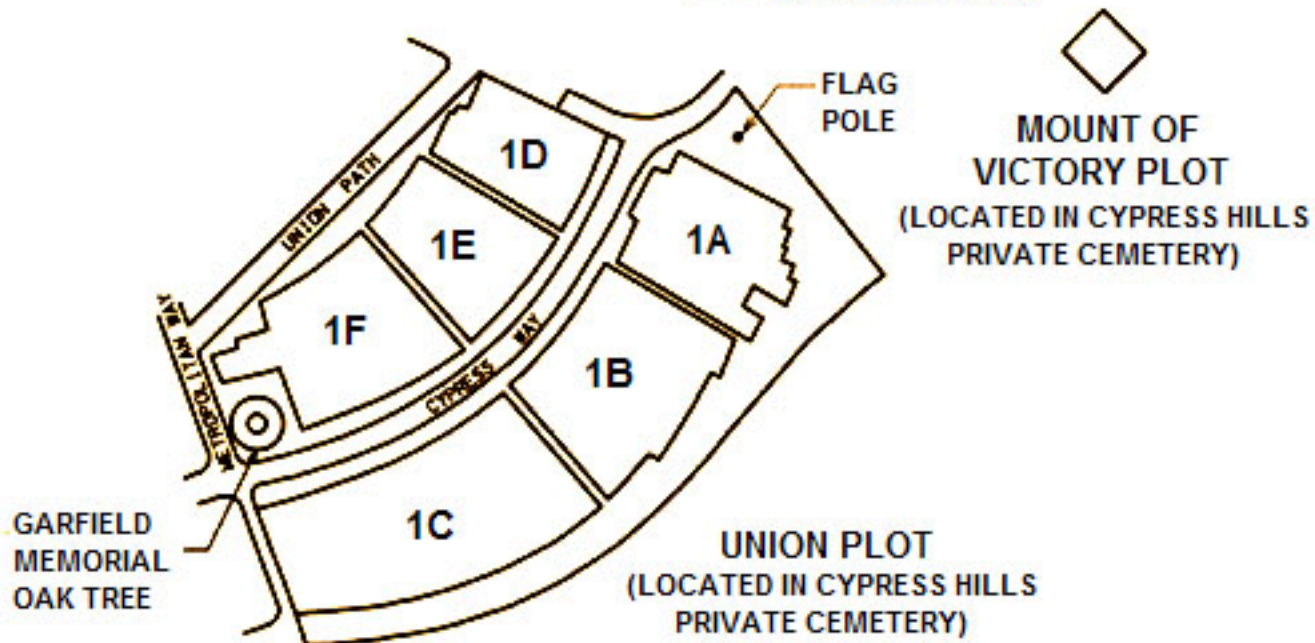 FLAG
POLE
MOUNT OF
VICTORY PLOT
(LOCATED IN CYPRESS HILLS
PRIVATE CEMETERY)
1D
UNION PATH
1E
1A
1F
METROPOLITAN WAY
CYPRESS WAY
1B
1C
GARFIELD
MEMORIAL
OAK TREE
UNION PLOT
(LOCATED IN CYPRESS HILLS
PRIVATE CEMETERY)